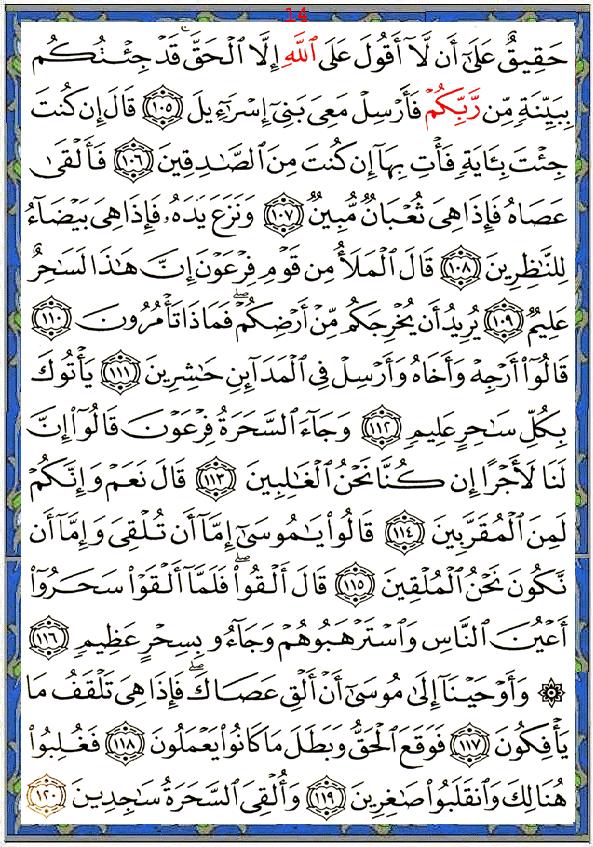 14
حَقِيقٌ عَلَىٰٓ أَن لَّآ أَقُولَ عَلَى ٱللَّهِ إِلَّا ٱلْحَقَّ ۚ قَدْ جِئْتُكُم
بِبَيِّنَةٍ مِّن رَّبِّكُمْ فَأَرْسِلْ مَعِىَ بَنِىٓ إِسْرَٰٓءِيلَ ١٠٥ قَالَ إِن كُنتَ
جِئْتَ بِـَٔايَةٍ فَأْتِ بِهَآ إِن كُنتَ مِنَ ٱلصَّـٰدِقِينَ ١٠٦ فَأَلْقَىٰ
عَصَاهُ فَإِذَا هِىَ ثُعْبَانٌ مُّبِينٌ ١٠٧ وَنَزَعَ يَدَهُۥ فَإِذَا هِىَ بَيْضَآءُ
لِلنَّـٰظِرِينَ ١٠٨ قَالَ ٱلْمَلَأُ مِن قَوْمِ فِرْعَوْنَ إِنَّ هَـٰذَا لَسَـٰحِرٌ
عَلِيمٌ ١٠٩ يُرِيدُ أَن يُخْرِجَكُم مِّنْ أَرْضِكُمْ ۖ فَمَاذَا تَأْمُرُونَ ١١٠
قَالُوٓا۟ أَرْجِهْ وَأَخَاهُ وَأَرْسِلْ فِى ٱلْمَدَآئِنِ حَـٰشِرِينَ ١١١ يَأْتُوكَ
بِكُلِّ سَـٰحِرٍ عَلِيمٍ ١١٢ وَجَآءَ ٱلسَّحَرَةُ فِرْعَوْنَ قَالُوٓا۟ إِنَّ
لَنَا لَأَجْرًا إِن كُنَّا نَحْنُ ٱلْغَـٰلِبِينَ ١١٣ قَالَ نَعَمْ وَإِنَّكُمْ
لَمِنَ ٱلْمُقَرَّبِينَ ١١٤ قَالُوا۟ يَـٰمُوسَىٰٓ إِمَّآ أَن تُلْقِىَ وَإِمَّآ أَن
نَّكُونَ نَحْنُ ٱلْمُلْقِينَ ١١٥ قَالَ أَلْقُوا۟ ۖ فَلَمَّآ أَلْقَوْا۟ سَحَرُوٓا۟
أَعْيُنَ ٱلنَّاسِ وَٱسْتَرْهَبُوهُمْ وَجَآءُو بِسِحْرٍ عَظِيمٍ ١١٦
۞ وَأَوْحَيْنَآ إِلَىٰ مُوسَىٰٓ أَنْ أَلْقِ عَصَاكَ ۖ فَإِذَا هِىَ تَلْقَفُ مَا
يَأْفِكُونَ ١١٧ فَوَقَعَ ٱلْحَقُّ وَبَطَلَ مَا كَانُوا۟ يَعْمَلُونَ ١١٨ فَغُلِبُوا۟
هُنَالِكَ وَٱنقَلَبُوا۟ صَـٰغِرِينَ ١١٩ وَأُلْقِىَ ٱلسَّحَرَةُ سَـٰجِدِينَ ١٢٠